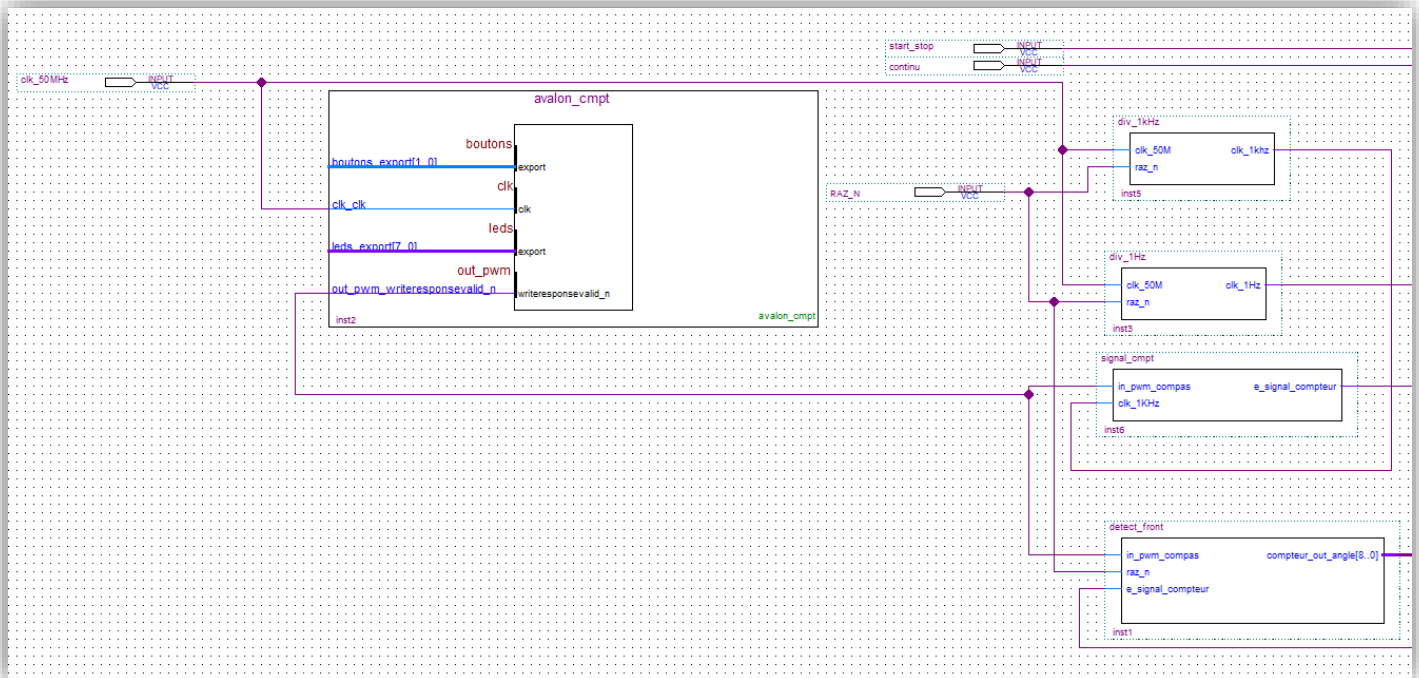 start_stop INPUT VCC
continu INPUT VCC
clk_50MHz INPUT VCC
avalon_cmpt
boutons
boutons_export[1..0] export
clk
clk_clk clk
leds
leds_export[7..0] export
out_pwm
out_pwm_writeresponsevalid_n writeresponsevalid_n
inst2 avalon_cmpt
RAZ_N INPUT VCC
div_1kHz
clk_50M clk_1khz
raz_n
inst5
div_1Hz
clk_50M clk_1Hz
raz_n
inst3
signal_cmpt
in_pwm_compas e_signal_compteur
clk_1KHz
inst6
detect_front
in_pwm_compas compteur_out_angle[8..0]
raz_n
e_signal_compteur
inst1